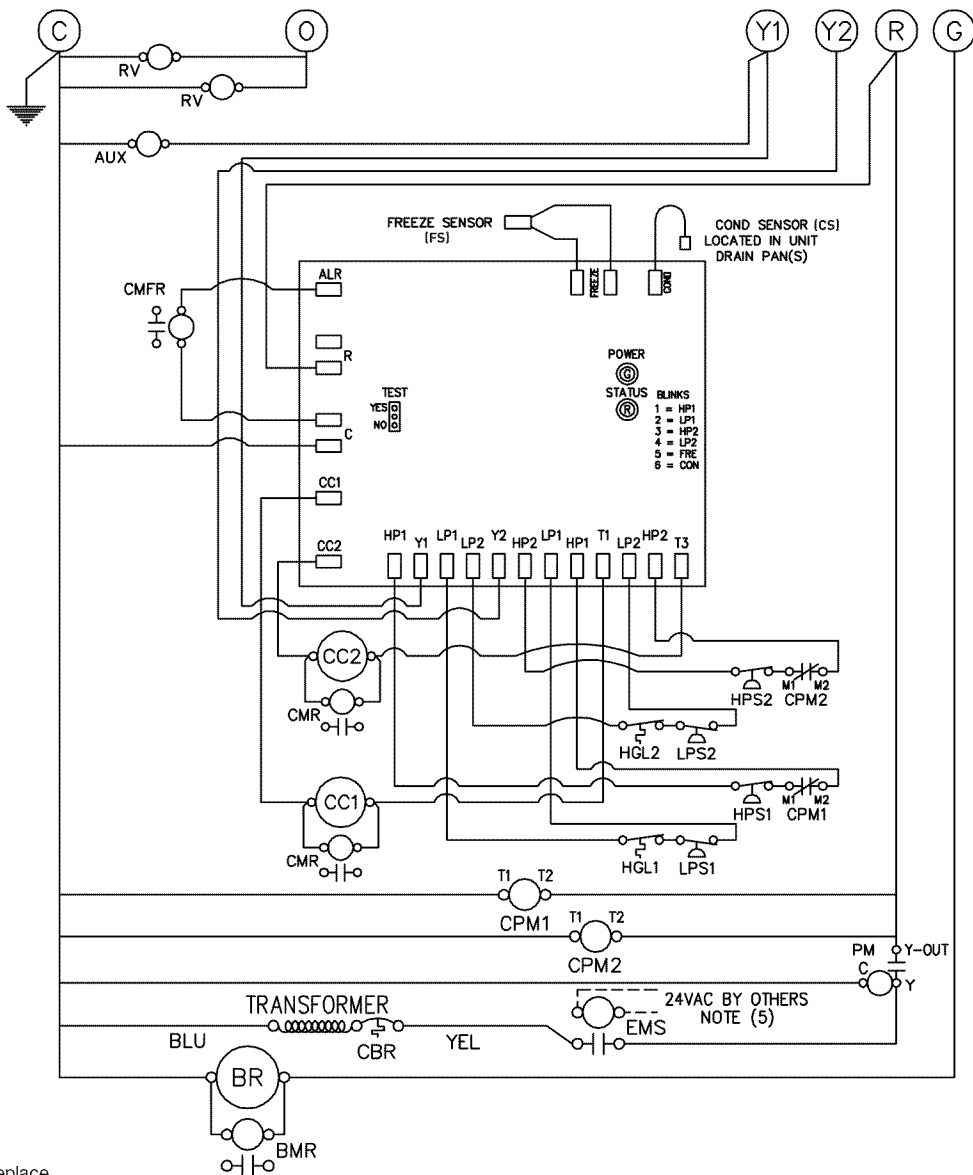 C O Y1 Y2 R G
RV
RV
AUX
FREEZE SENSOR
(FS)
COND SENSOR (CS)
LOCATED IN UNIT
DRAIN PAN(S)
CMFR
ALR
FREEZE
COND
R
POWER
G
STATUS
R
BLINKS
1 = HP1
2 = LP1
3 = HP2
4 = LP2
5 = FRE
6 = CON
TEST
YES
NO
C
CC1
CC2
HP1 Y1 LP1 LP2 Y2 HP2 LP1 HP1 T1 LP2 HP2 T3
CC2
CMR
M1 M2
HPS2 CPM2
HGL2 LPS2
CC1
CMR
M1 M2
HPS1 CPM1
HGL1 LPS1
T1 T2
CPM1
T1 T2
CPM2
PM Y-OUT
C Y
TRANSFORMER
24VAC BY OTHERS
NOTE (5)
EMS
BLU CBR YEL
BR
BMR
eplace